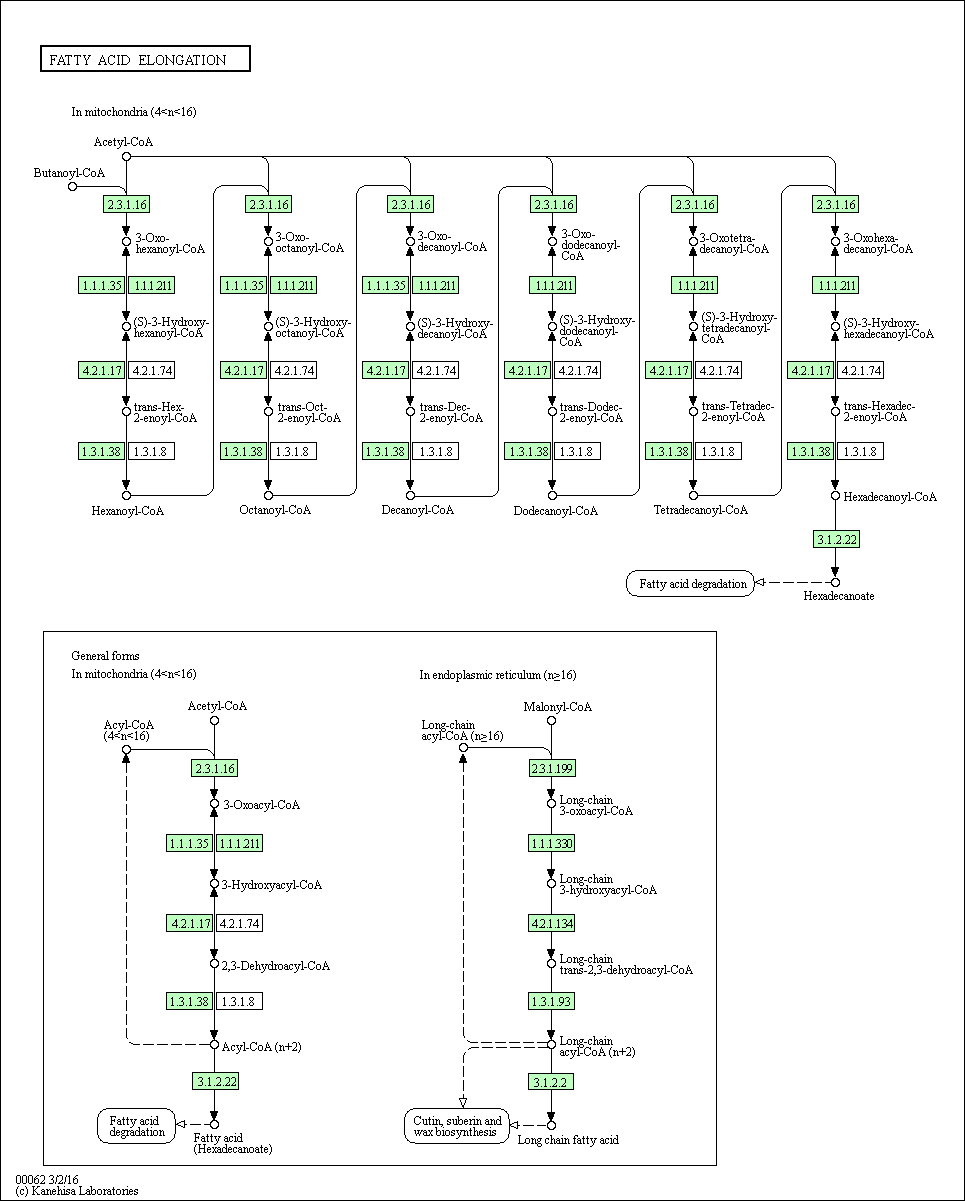 FATTY ACID ELONGATION
In mitochondria (4<n<16)
Acetyl-CoA
Butanoyl-CoA
2.3.1.16 2.3.1.16 2.3.1.16 2.3.1.16 2.3.1.16 2.3.1.16
3-Oxo- 3-Oxo- 3-Oxo- 3-Oxo- 3-Oxotetra- 3-Oxohexa-
hexanoyl-CoA octanoyl-CoA decanoyl-CoA dodecanoyl- decanoyl-CoA decanoyl-CoA
CoA
1.1.1.35 1.1.1.211 1.1.1.35 1.1.1.211 1.1.1.35 1.1.1.211 1.1.1.211 1.1.1.211 1.1.1.211
(S)-3-Hydroxy- (S)-3-Hydroxy- (S)-3-Hydroxy- (S)-3-Hydroxy- (S)-3-Hydroxy- (S)-3-Hydroxy-
hexanoyl-CoA octanoyl-CoA decanoyl-CoA dodecanoyl- tetradecanoyl- hexadecanoyl-CoA
CoA CoA
4.2.1.17 4.2.1.74 4.2.1.17 4.2.1.74 4.2.1.17 4.2.1.74 4.2.1.17 4.2.1.74 4.2.1.17 4.2.1.74 4.2.1.17 4.2.1.74
trans-Hex- trans-Oct- trans-Dec- trans-Dodec- trans-Tetradec- trans-Hexadec-
2-enoyl-CoA 2-enoyl-CoA 2-enoyl-CoA 2-enoyl-CoA 2-enoyl-CoA 2-enoyl-CoA
1.3.1.38 1.3.1.8 1.3.1.38 1.3.1.8 1.3.1.38 1.3.1.8 1.3.1.38 1.3.1.8 1.3.1.38 1.3.1.8 1.3.1.38 1.3.1.8
Hexanoyl-CoA Octanoyl-CoA Decanoyl-CoA Dodecanoyl-CoA Tetradecanoyl-CoA Hexadecanoyl-CoA
3.1.2.22
Fatty acid degradation
Hexadecanoate
General forms
In mitochondria (4<n<16)
Acetyl-CoA
Acyl-CoA
(4<n<16)
2.3.1.16
3-Oxoacyl-CoA
1.1.1.35 1.1.1.211
3-Hydroxyacyl-CoA
4.2.1.17 4.2.1.74
2,3-Dehydroacyl-CoA
1.3.1.38 1.3.1.8
Acyl-CoA (n+2)
3.1.2.22
Fatty acid
degradation
Fatty acid
(Hexadecanoate)
In endoplasmic reticulum (n≥16)
Malonyl-CoA
Long-chain
acyl-CoA (n≥16)
2.3.1.199
Long-chain
3-oxoacyl-CoA
1.1.1.330
Long-chain
3-hydroxyacyl-CoA
4.2.1.134
Long-chain
trans-2,3-dehydroacyl-CoA
1.3.1.93
Long-chain
acyl-CoA (n+2)
3.1.2.2
Cutin, suberin and
wax biosynthesis
Long chain fatty acid
00062 3/2/16
(c) Kanehisa Laboratories